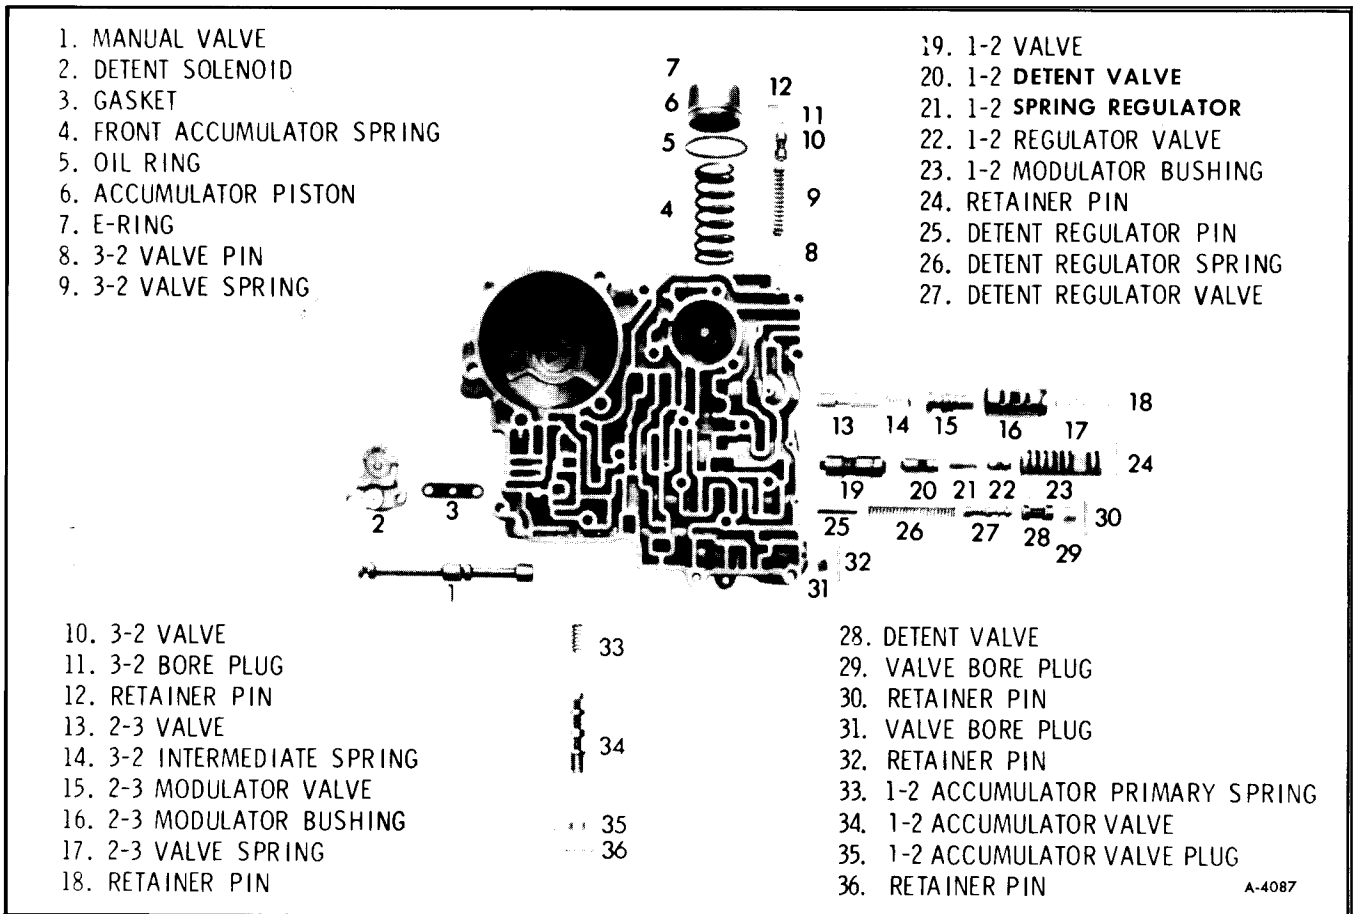 1. MANUAL VALVE
2. DETENT SOLENOID
3. GASKET
4. FRONT ACCUMULATOR SPRING
5. OIL RING
6. ACCUMULATOR PISTON
7. E-RING
8. 3-2 VALVE PIN
9. 3-2 VALVE SPRING
19. 1-2 VALVE
20. 1-2 DETENT VALVE
21. 1-2 SPRING REGULATOR
22. 1-2 REGULATOR VALVE
23. 1-2 MODULATOR BUSHING
24. RETAINER PIN
25. DETENT REGULATOR PIN
26. DETENT REGULATOR SPRING
27. DETENT REGULATOR VALVE
7
12
6
11
5
10
4
9
8
13 14 15 16 17 18
19 20 21 22 23 24
25 26 27 28 29 30
31 32
2 3
1
33
34
35
36
10. 3-2 VALVE
11. 3-2 BORE PLUG
12. RETAINER PIN
13. 2-3 VALVE
14. 3-2 INTERMEDIATE SPRING
15. 2-3 MODULATOR VALVE
16. 2-3 MODULATOR BUSHING
17. 2-3 VALVE SPRING
18. RETAINER PIN
28. DETENT VALVE
29. VALVE BORE PLUG
30. RETAINER PIN
31. VALVE BORE PLUG
32. RETAINER PIN
33. 1-2 ACCUMULATOR PRIMARY SPRING
34. 1-2 ACCUMULATOR VALVE
35. 1-2 ACCUMULATOR VALVE PLUG
36. RETAINER PIN
A-4087